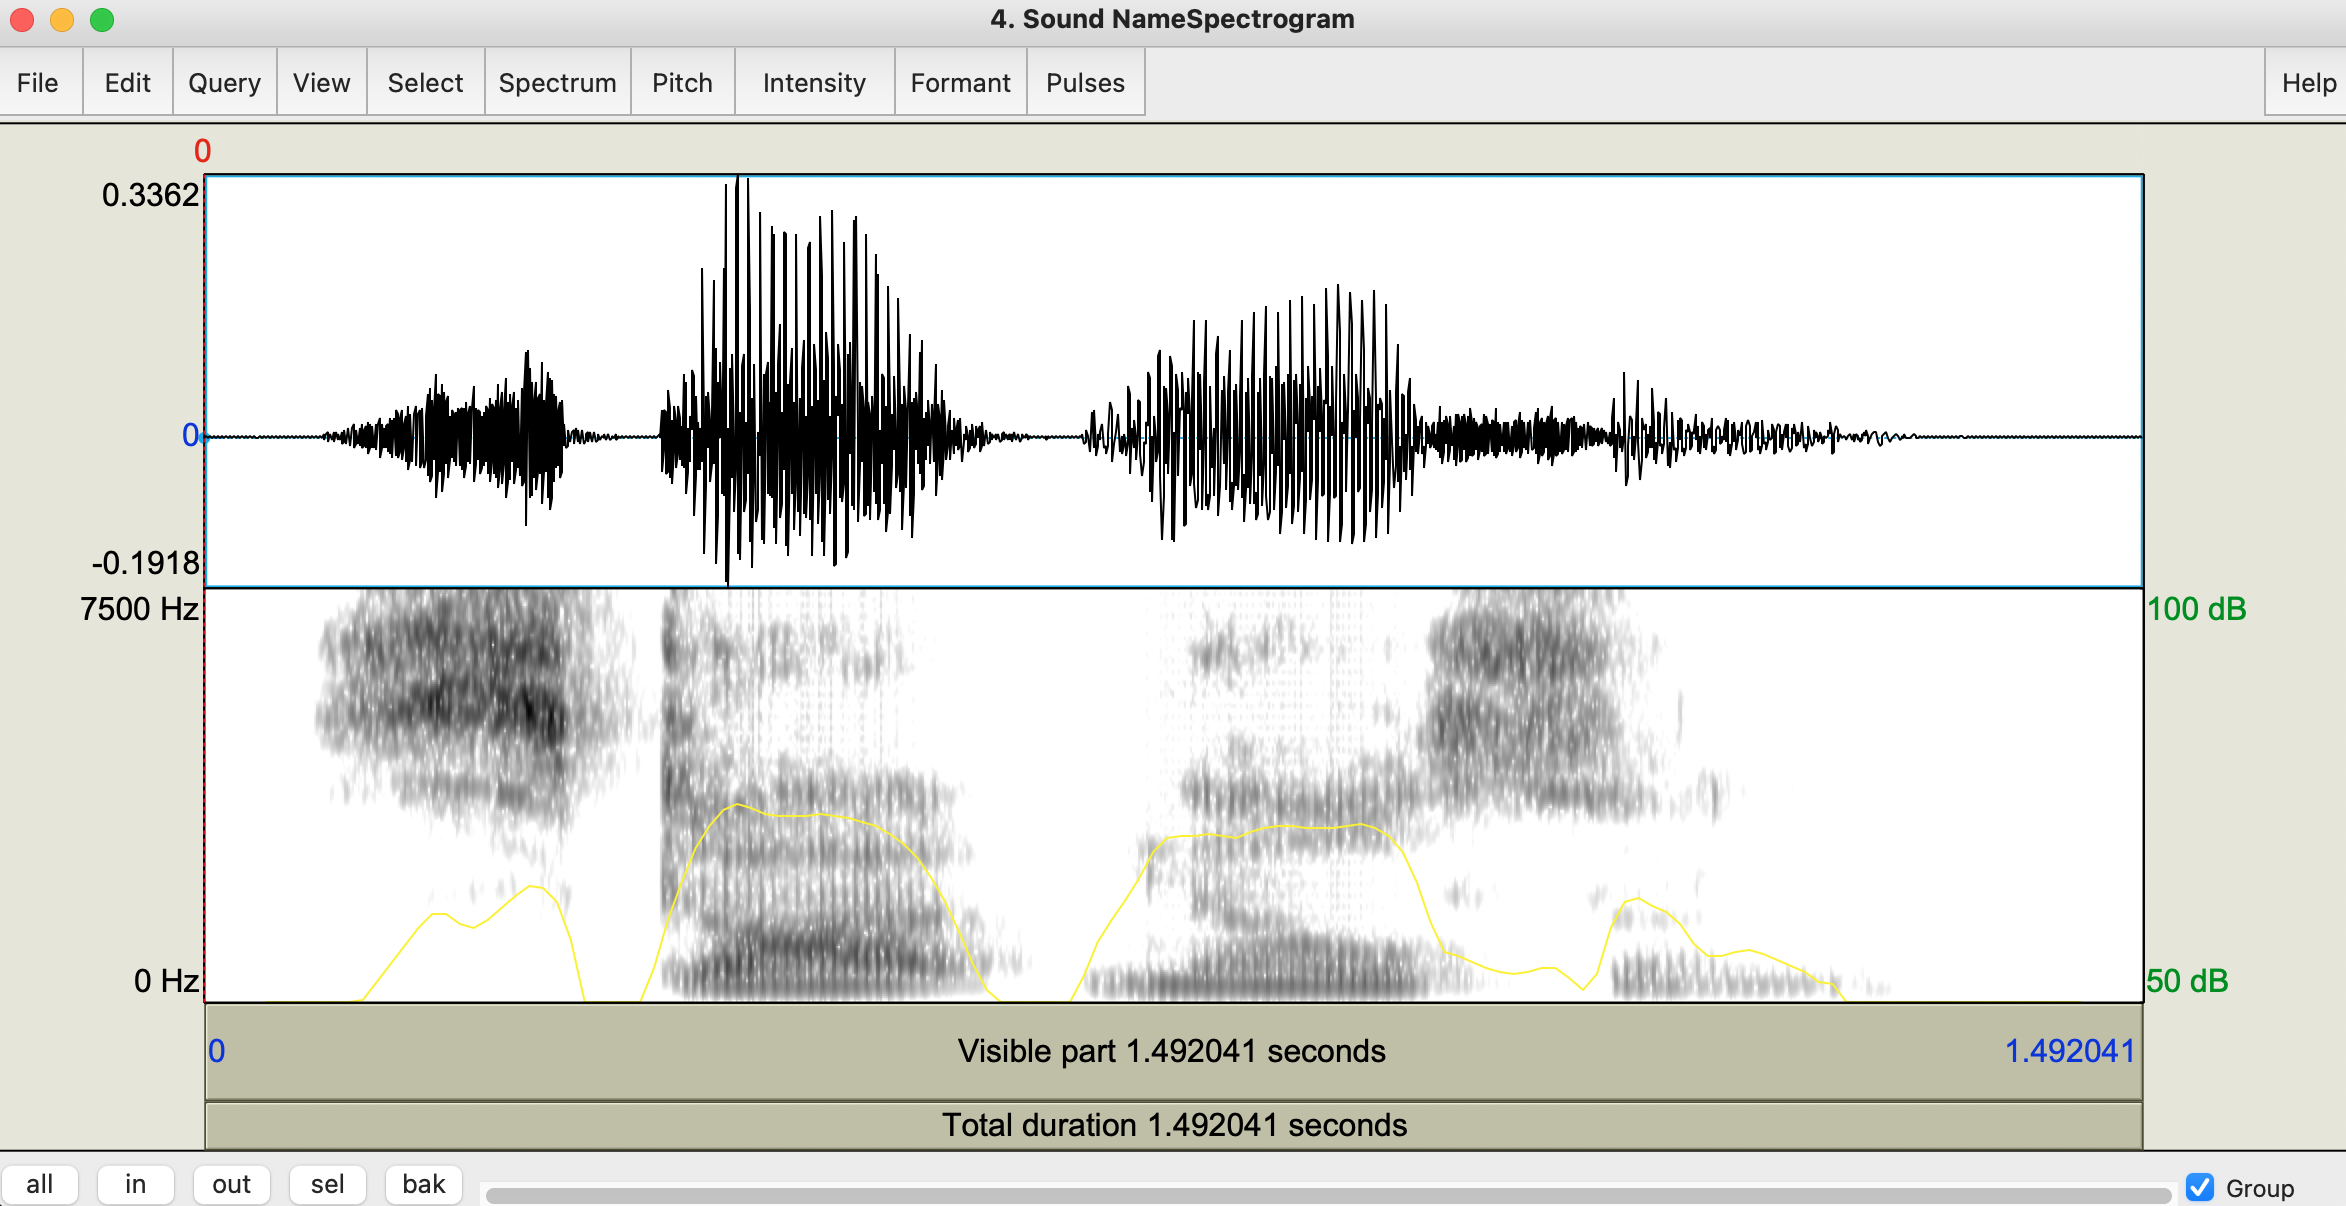 4. Sound NameSpectrogram
File Edit Query View Select Spectrum Pitch Intensity Formant Pulses Help
0
0.3362
0
-0.1918
7500 Hz 100 dB
0 Hz 50 dB
0 Visible part 1.492041 seconds 1.492041
Total duration 1.492041 seconds
all in out sel bak Group